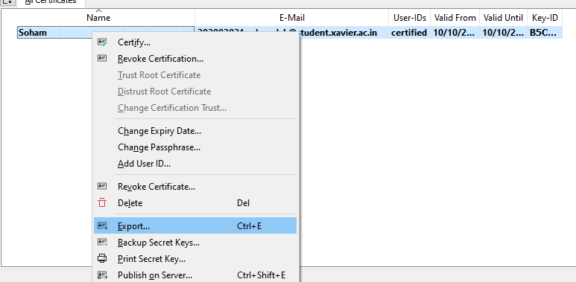 All Certificates
Name E-Mail User-IDs Valid From Valid Until Key-ID
Soham tudent.xavier.ac.in certified 10/10/2... 10/10/2... B5C...
Certify...
Revoke Certification...
Trust Root Certificate
Distrust Root Certificate
Change Certification Trust...
Change Expiry Date...
Change Passphrase...
Add User ID...
Revoke Certificate...
Delete Del
Export... Ctrl+E
Backup Secret Keys...
Print Secret Key...
Publish on Server... Ctrl+Shift+E